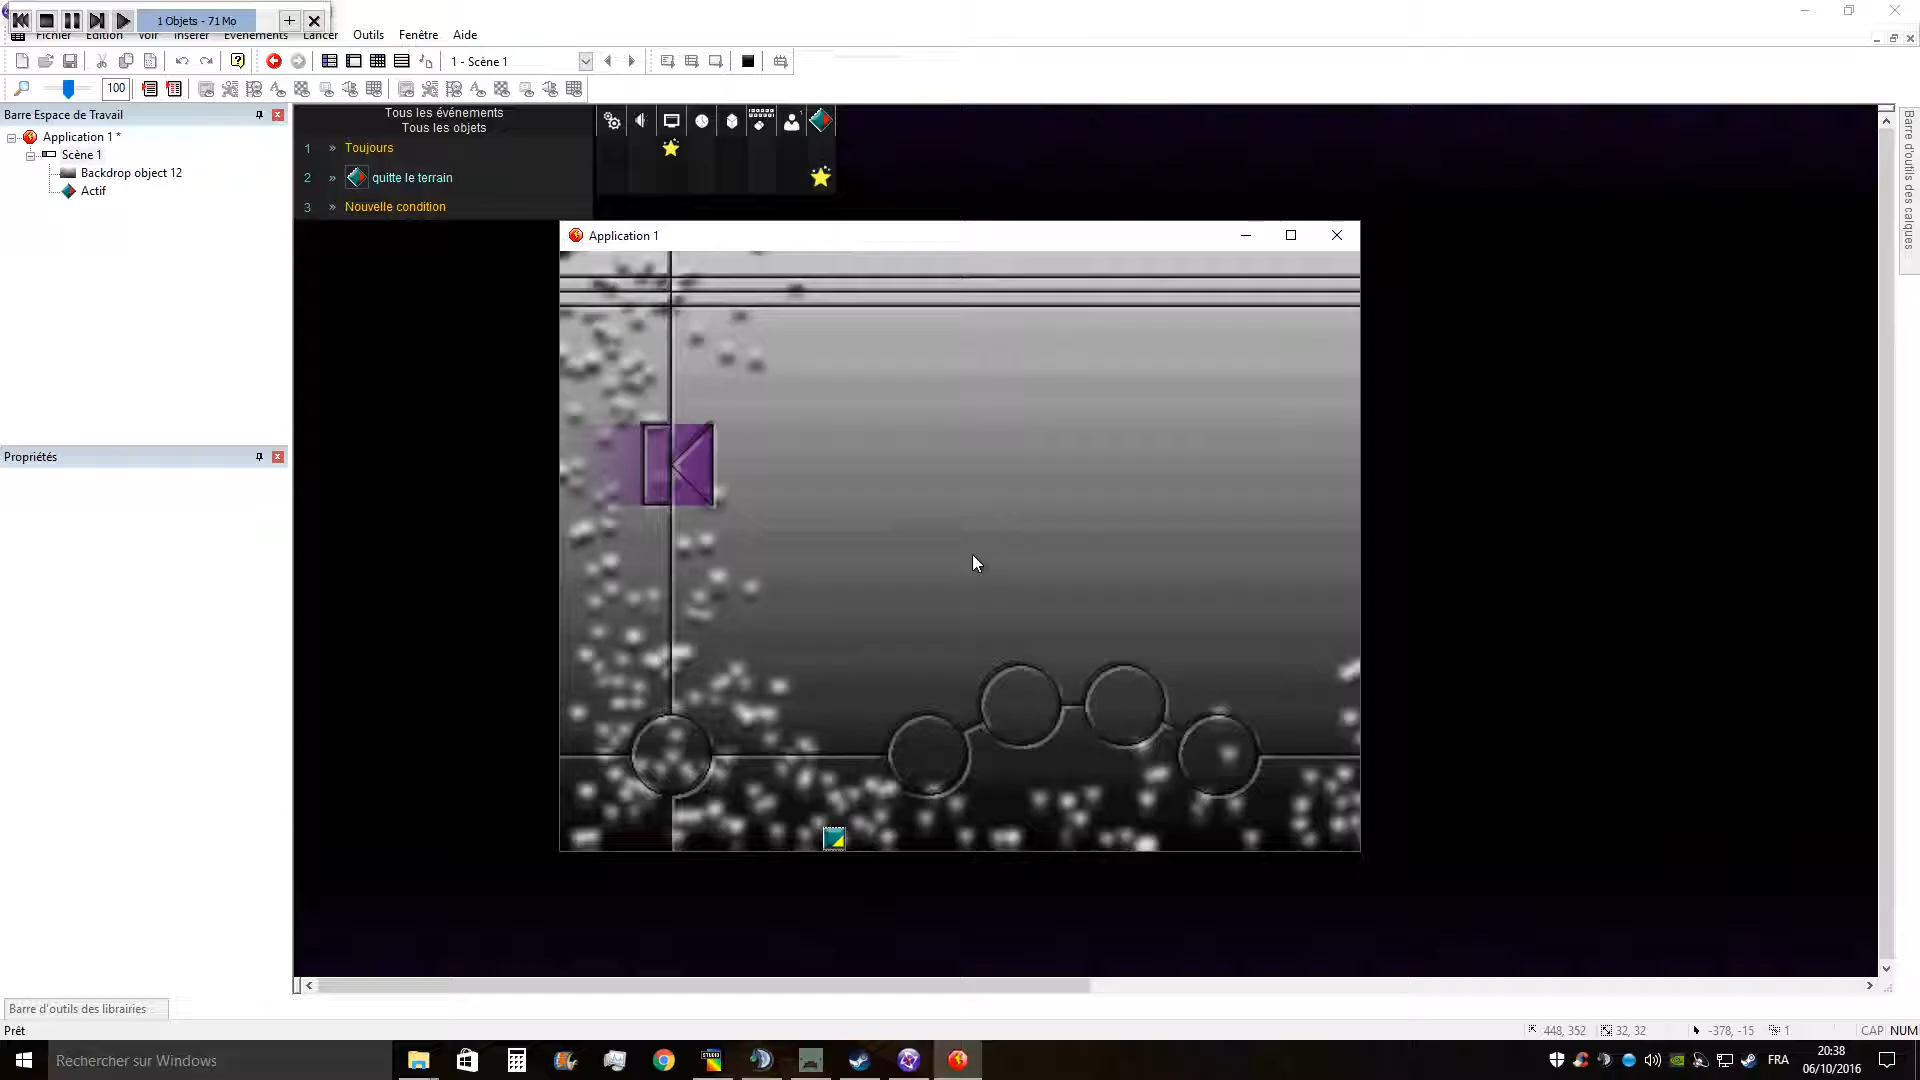 1 Objets - 71 Mo
Fichier Edition Voir Insérer Evénements Lancer Outils Fenêtre Aide
1 - Scène 1
100
Barre Espace de Travail
Application 1 *
Scène 1
Backdrop object 12
Actif
Propriétés
Tous les événements
Tous les objets
1 » Toujours
2 » quitte le terrain
3 » Nouvelle condition
Application 1
Barre d'outils des calques
Barre d'outils des librairies
Prêt
448, 352
32, 32
-378, -15
1
CAP NUM
Rechercher sur Windows
STUDIO
FRA
20:38
06/10/2016